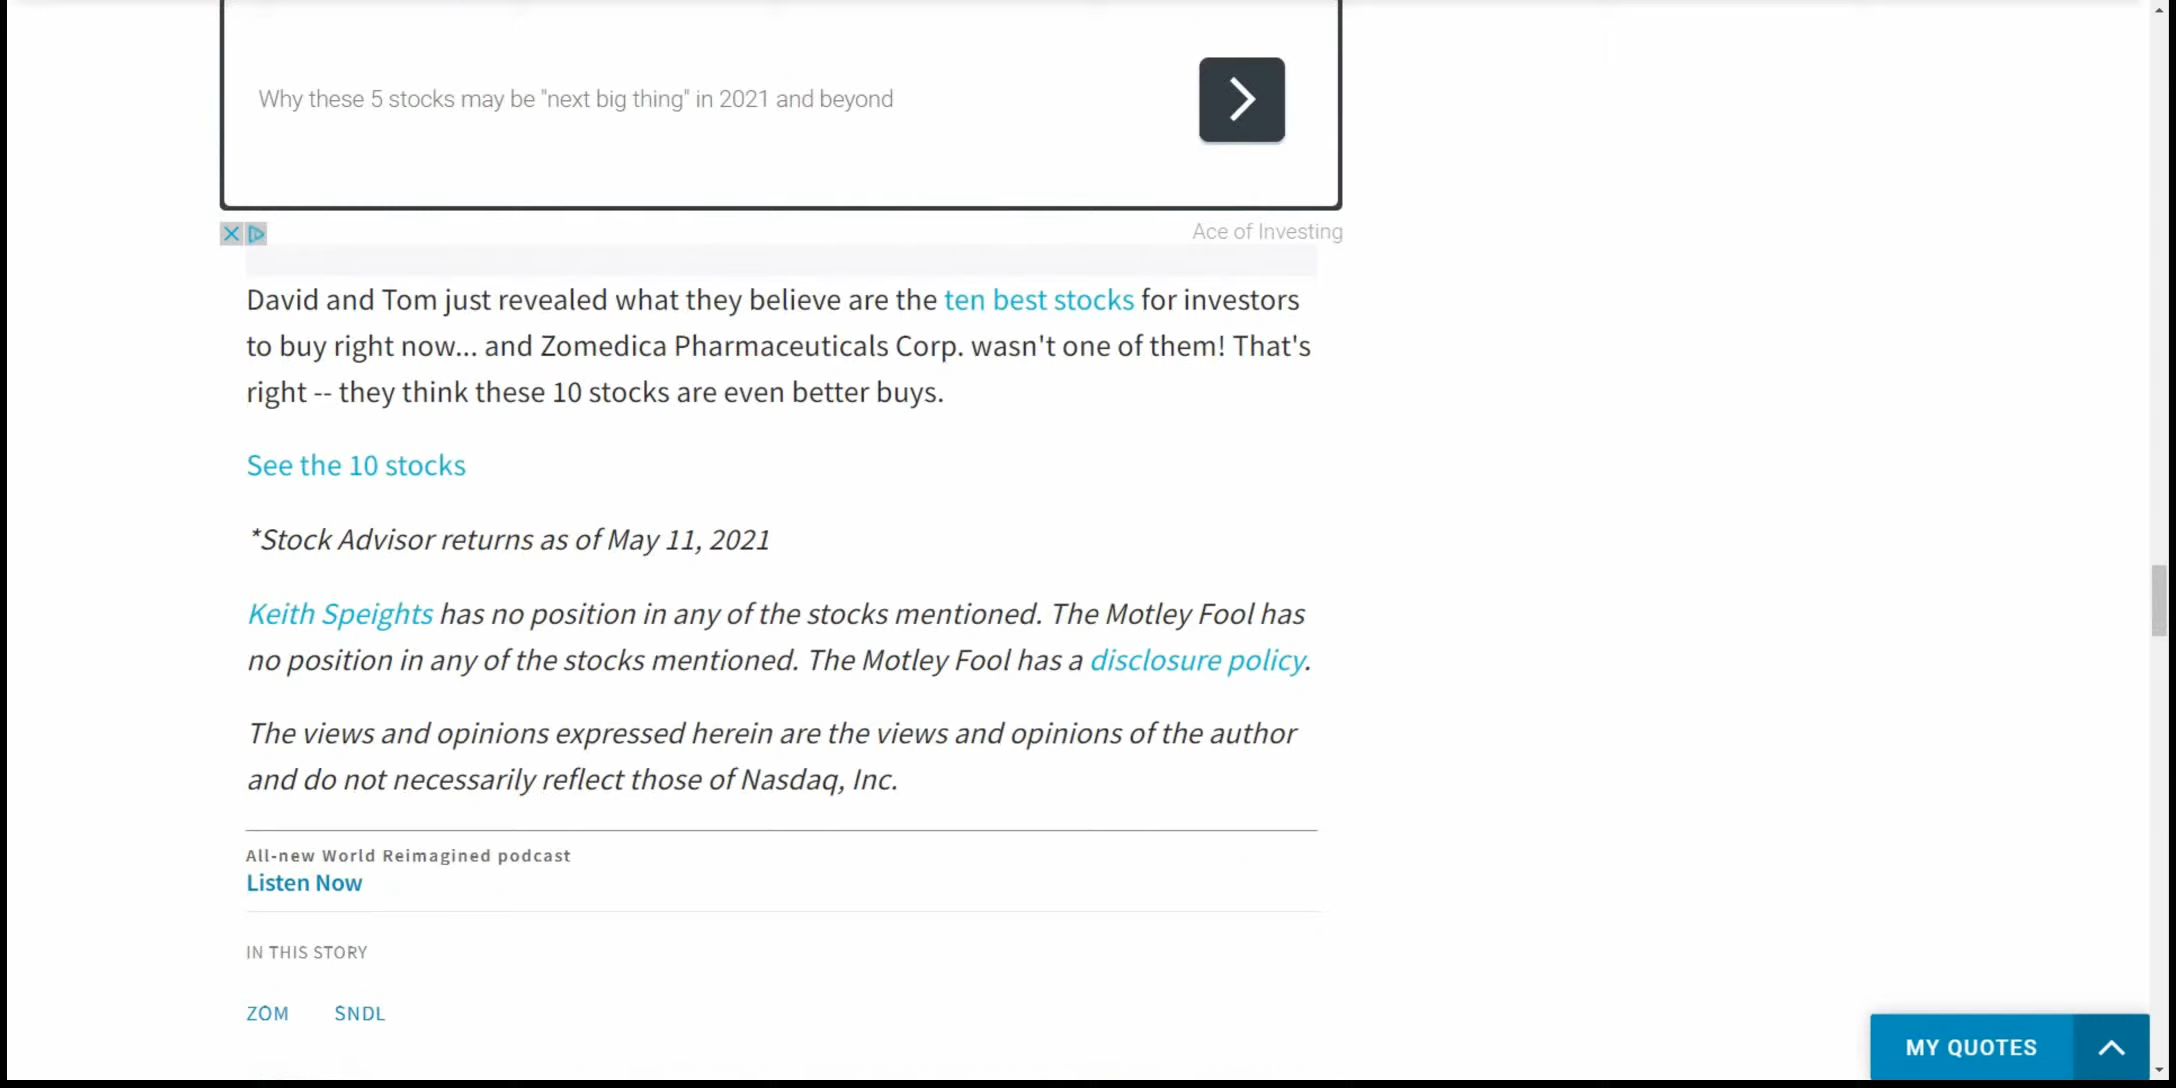 Why these 5 stocks may be "next big thing" in 2021 and beyond
Ace of Investing
David and Tom just revealed what they believe are the ten best stocks for investors
to buy right now... and Zomedica Pharmaceuticals Corp. wasn't one of them! That's
right -- they think these 10 stocks are even better buys.
See the 10 stocks
*Stock Advisor returns as of May 11, 2021
Keith Speights has no position in any of the stocks mentioned. The Motley Fool has
no position in any of the stocks mentioned. The Motley Fool has a disclosure policy.
The views and opinions expressed herein are the views and opinions of the author
and do not necessarily reflect those of Nasdaq, Inc.
All-new World Reimagined podcast
Listen Now
IN THIS STORY
ZOM SNDL
MY QUOTES